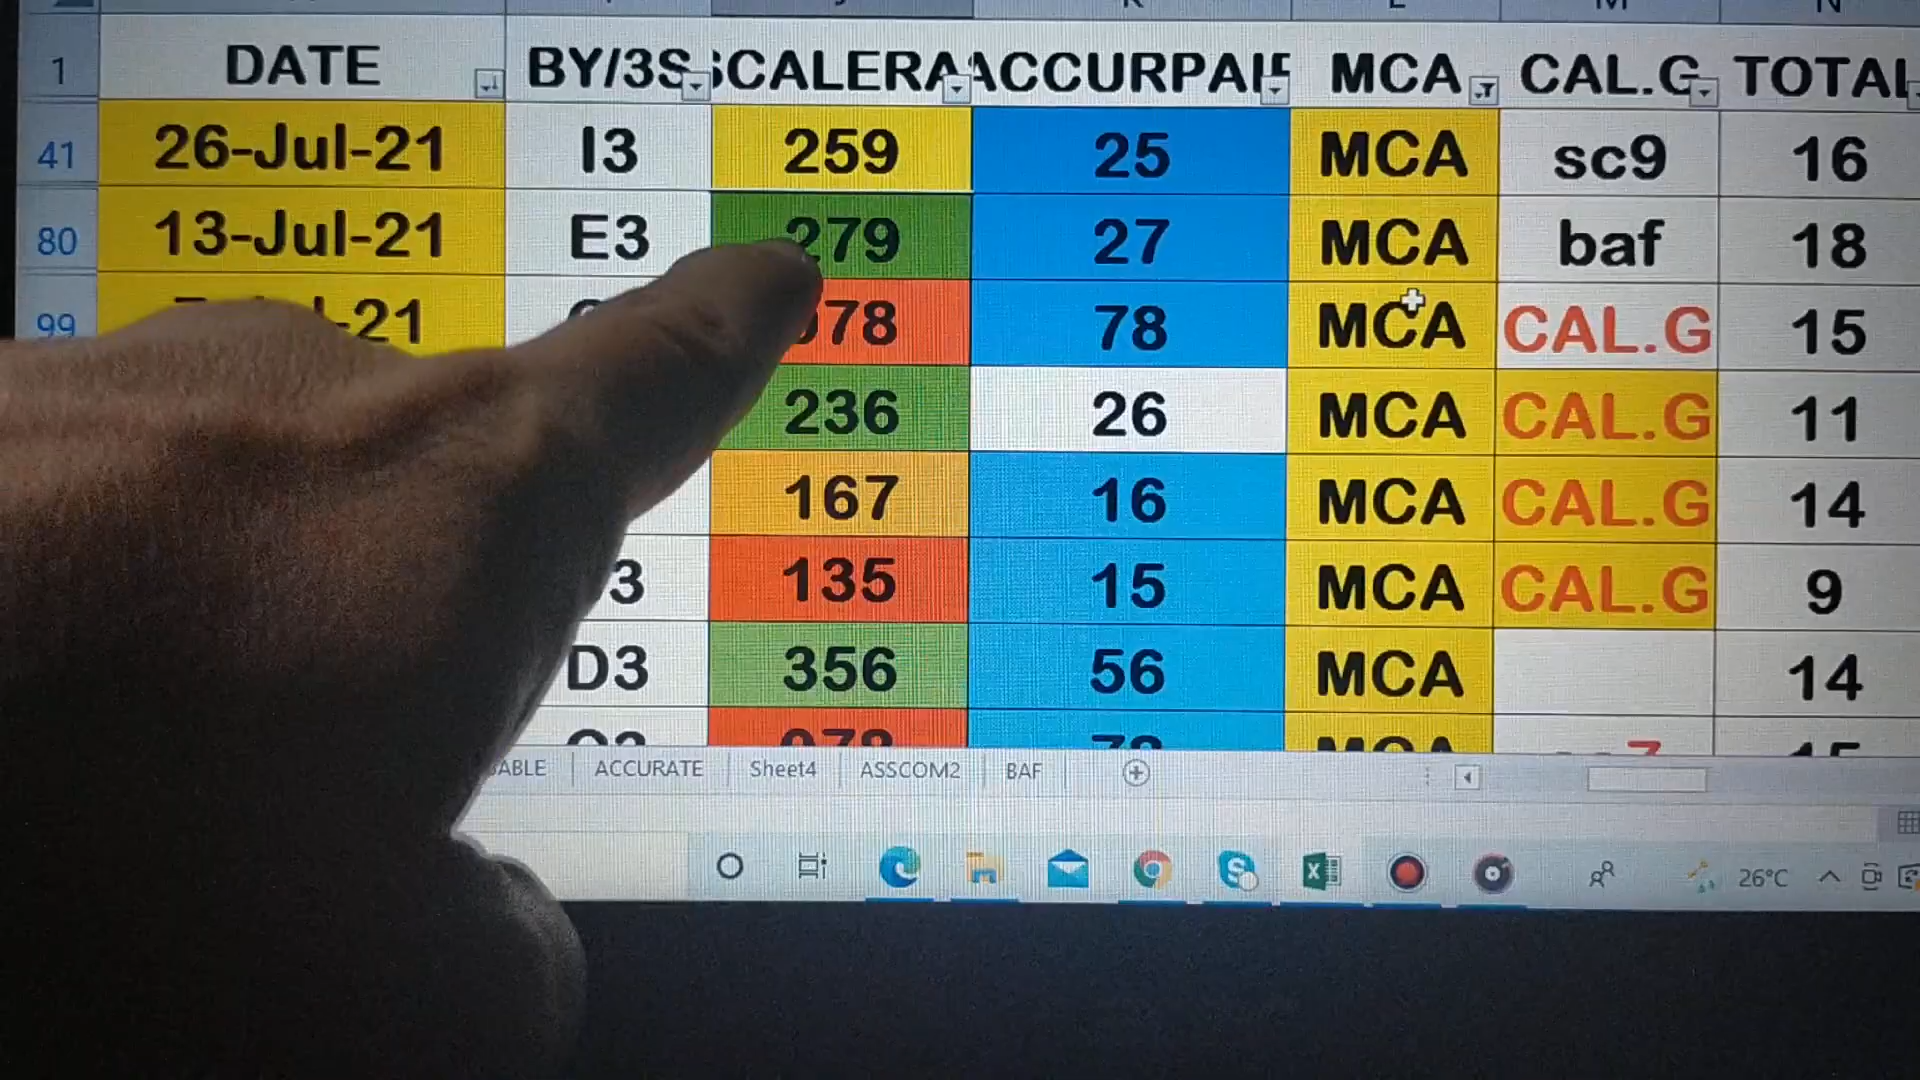 1 DATE BY/3S SCALERA ACCURPAIR MCA CAL.G TOTAL
41 26-Jul-21 I3 259 25 MCA sc9 16
80 13-Jul-21 E3 279 27 MCA baf 18
99 -21 078 78 MCA CAL.G 15
236 26 MCA CAL.G 11
167 16 MCA CAL.G 14
3 135 15 MCA CAL.G 9
D3 356 56 MCA 14
ACCURATE Sheet4 ASSCOM2 BAF
26°C